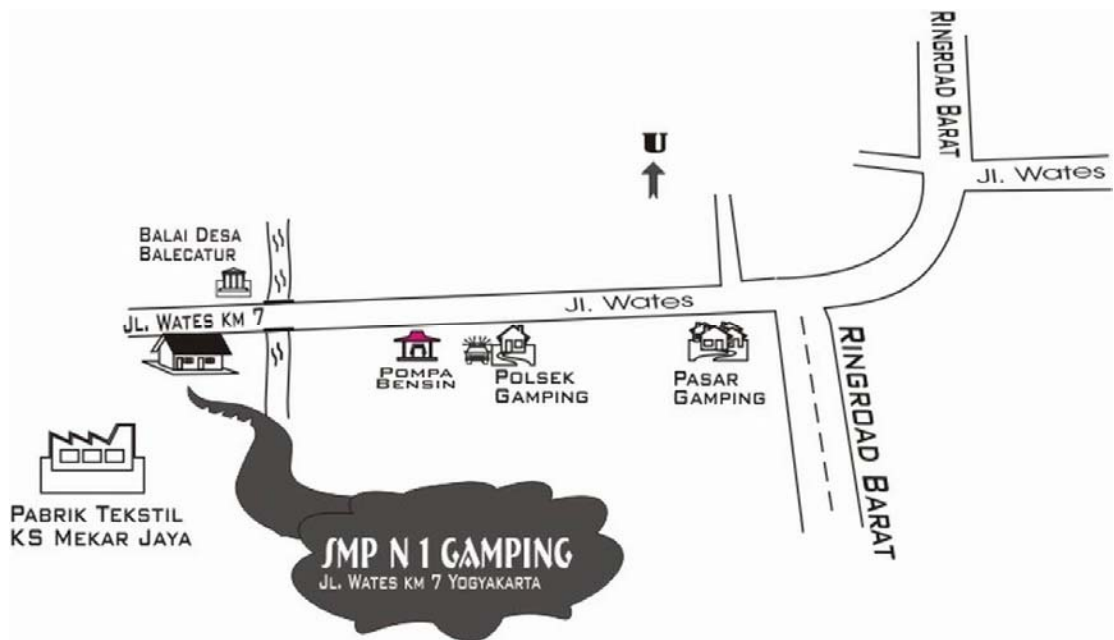 RINGROAD BARAT
U
Jl. Wates
BALAI DESA
BALECATUR
Jl. Wates
JL. WATES KM 7
POMPA
BENSIN
POLSEK
GAMPING
PASAR
GAMPING
RINGROAD BARAT
PABRIK TEKSTIL
KS MEKAR JAYA
SMP N 1 GAMPING
JL. WATES KM 7 YOGYAKARTA